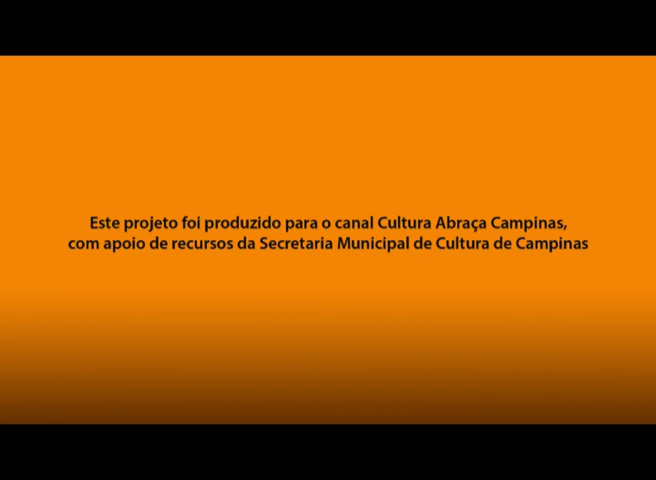 Este projeto foi produzido para o canal Cultura Abraça Campinas,
com apoio de recursos da Secretaria Municipal de Cultura de Campinas